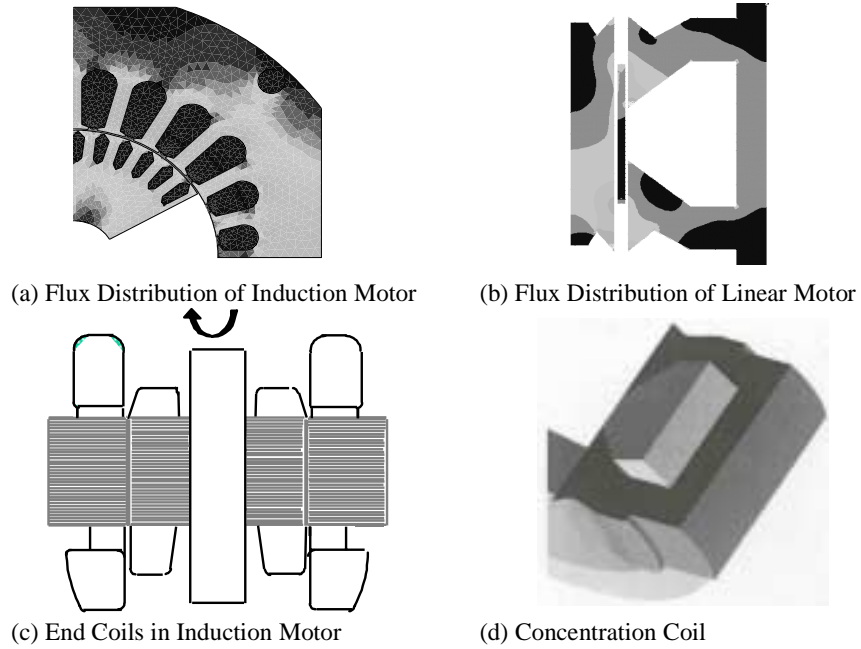 (a) Flux Distribution of Induction Motor
(b) Flux Distribution of Linear Motor
(c) End Coils in Induction Motor
(d) Concentration Coil